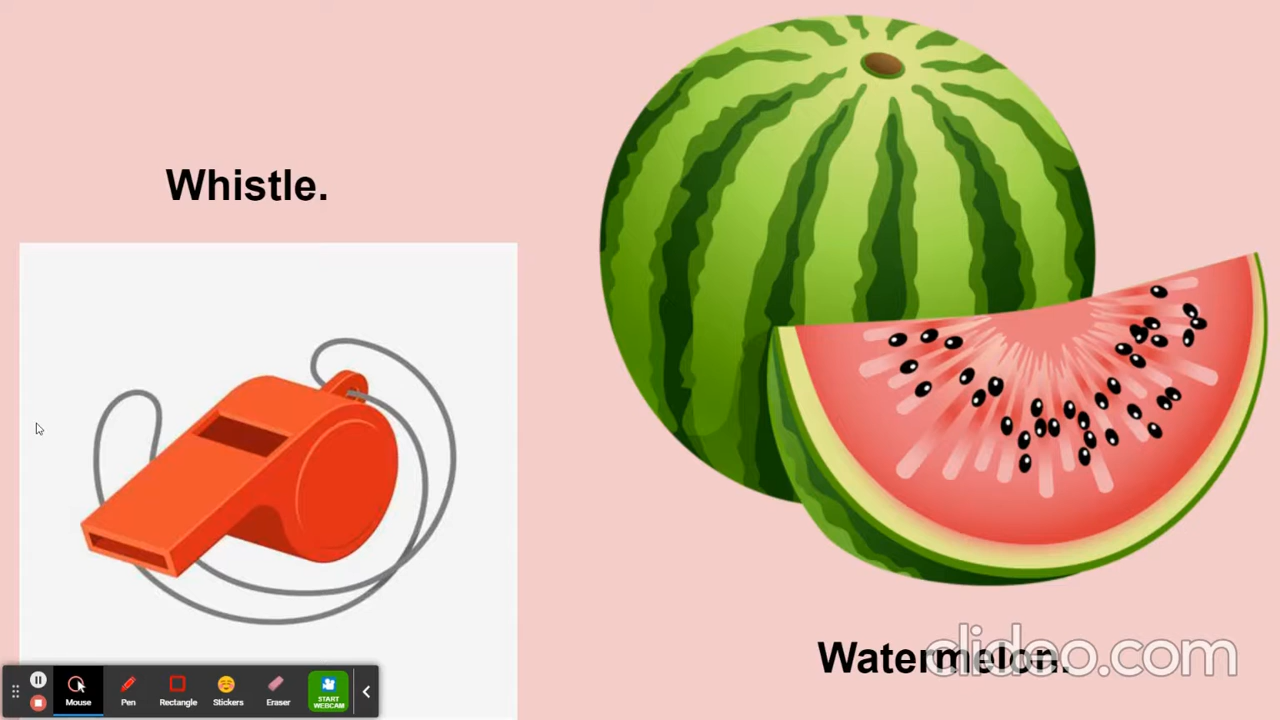 Whistle.
Watermelon.
clideo.com
Mouse
Pen
Rectangle
Stickers
Eraser
START
WEBCAM